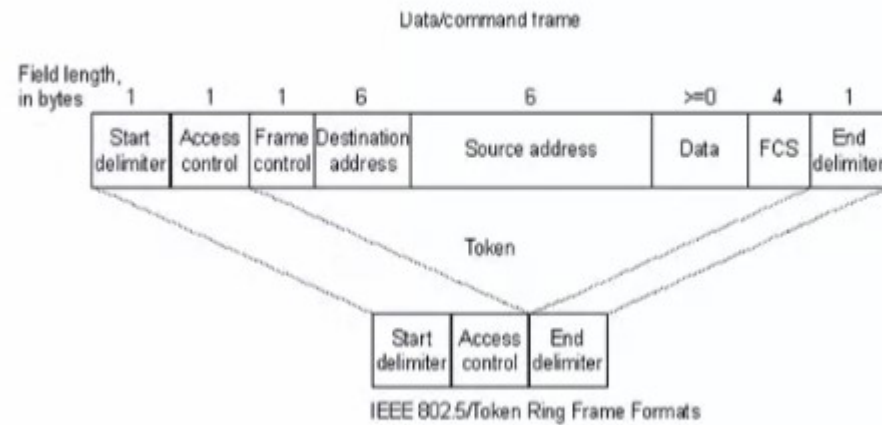 Data/command frame
Field length,
in bytes 1 1 1 6 6 >=0 4 1
Start delimiter Access control Frame control Destination address Source address Data FCS End delimiter
Token
Start delimiter Access control End delimiter
IEEE 802.5/Token Ring Frame Formats